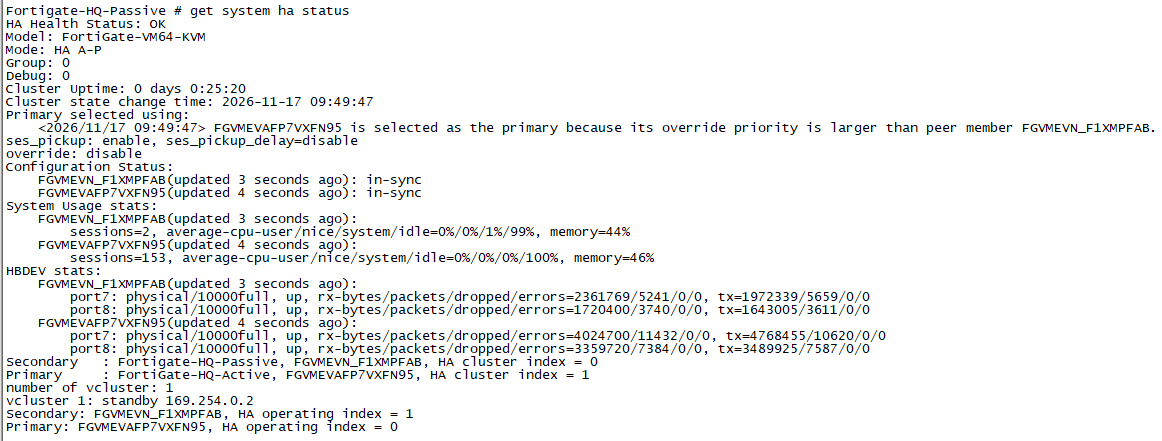 Fortigate-HQ-Passive # get system ha status
HA Health Status: OK
Model: FortiGate-VM64-KVM
Mode: HA A-P
Group: 0
Debug: 0
Cluster Uptime: 0 days 0:25:20
Cluster state change time: 2026-11-17 09:49:47
Primary selected using:
    <2026/11/17 09:49:47> FGVMEVAFP7VXFN95 is selected as the primary because its override priority is larger than peer member FGVMEVN_F1XMPFAB.
ses_pickup: enable, ses_pickup_delay=disable
override: disable
Configuration Status:
    FGVMEVN_F1XMPFAB(updated 3 seconds ago): in-sync
    FGVMEVAFP7VXFN95(updated 4 seconds ago): in-sync
System Usage stats:
    FGVMEVN_F1XMPFAB(updated 3 seconds ago):
        sessions=2, average-cpu-user/nice/system/idle=0%/0%/1%/99%, memory=44%
    FGVMEVAFP7VXFN95(updated 4 seconds ago):
        sessions=153, average-cpu-user/nice/system/idle=0%/0%/0%/100%, memory=46%
HBDEV stats:
    FGVMEVN_F1XMPFAB(updated 3 seconds ago):
        port7: physical/10000full, up, rx-bytes/packets/dropped/errors=2361769/5241/0/0, tx=1972339/5659/0/0
        port8: physical/10000full, up, rx-bytes/packets/dropped/errors=1720400/3740/0/0, tx=1643005/3611/0/0
    FGVMEVAFP7VXFN95(updated 4 seconds ago):
        port7: physical/10000full, up, rx-bytes/packets/dropped/errors=4024700/11432/0/0, tx=4768455/10620/0/0
        port8: physical/10000full, up, rx-bytes/packets/dropped/errors=3359720/7384/0/0, tx=3489925/7587/0/0
Secondary   : FortiGate-HQ-Passive, FGVMEVN_F1XMPFAB, HA cluster index = 0
Primary     : FortiGate-HQ-Active, FGVMEVAFP7VXFN95, HA cluster index = 1
number of vcluster: 1
vcluster 1: standby 169.254.0.2
Secondary: FGVMEVN_F1XMPFAB, HA operating index = 1
Primary: FGVMEVAFP7VXFN95, HA operating index = 0